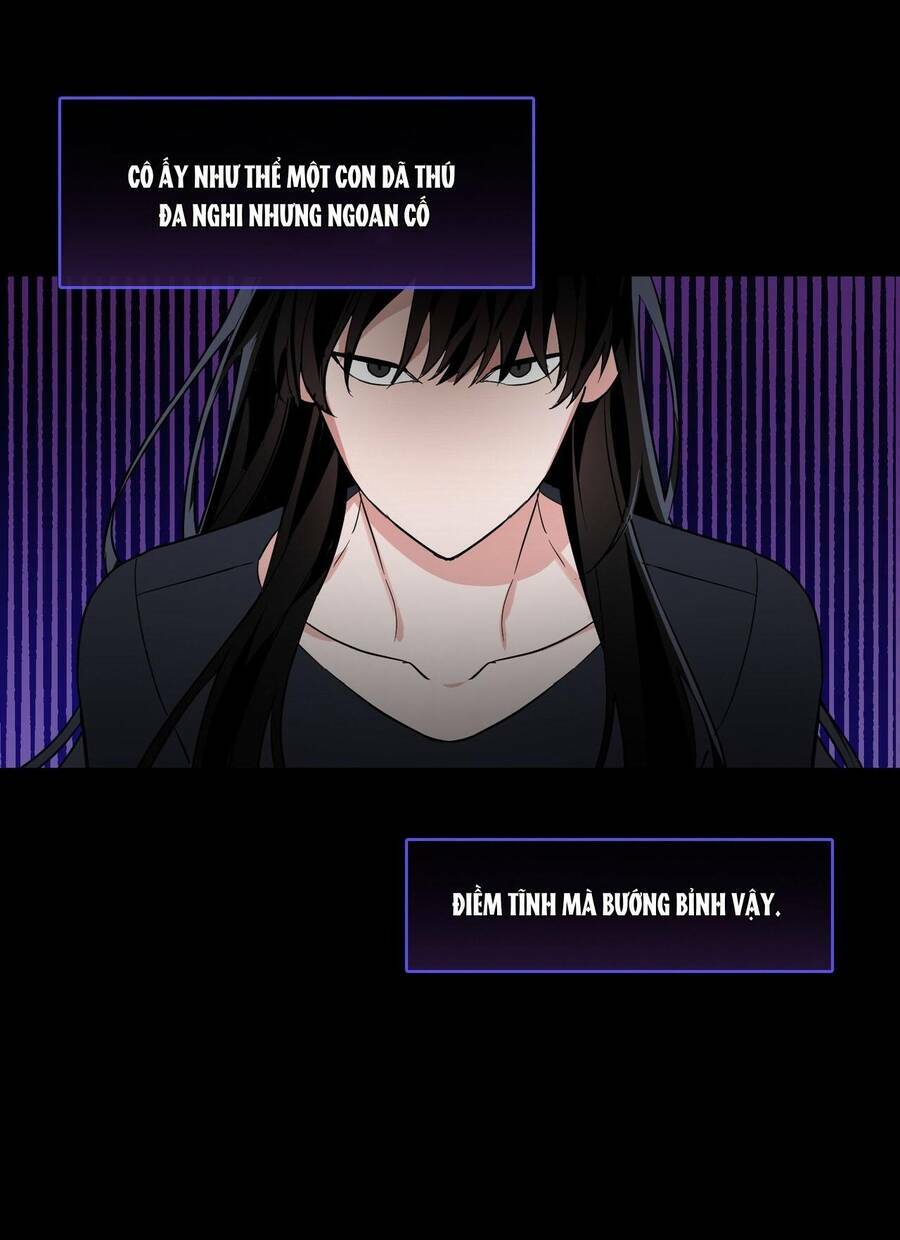 CÔ ẤY NHƯ THỂ MỘT CON DÃ THÚ
ĐA NGHI NHƯNG NGOAN CỐ
ĐIỀM TĨNH MÀ BƯỚNG BỈNH VẬY.